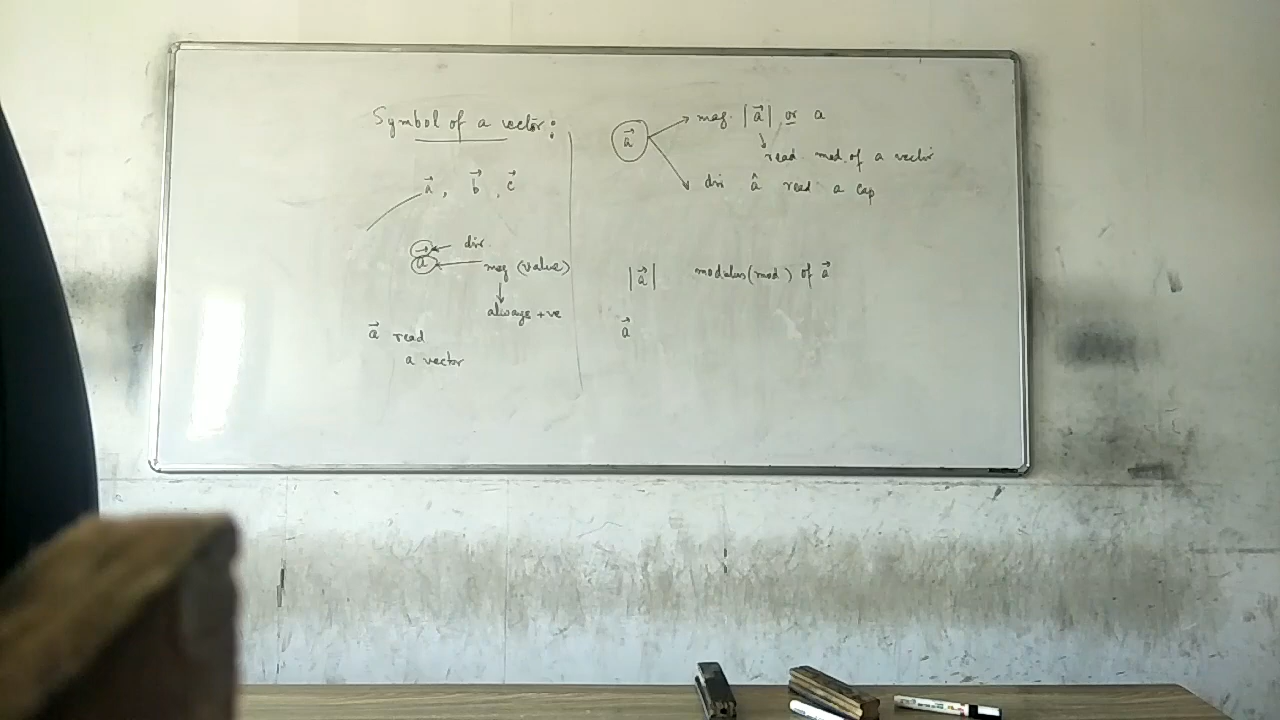 Symbol of a vector:
a⃗, b⃗, c⃗
→ dir.
a mag (value)
always +ve
a⃗ read
a vector
a⃗ mag. |a⃗| or a
read mod. of a vector
dir â read a cap
|a⃗| modulus (mod) of a⃗
a⃗